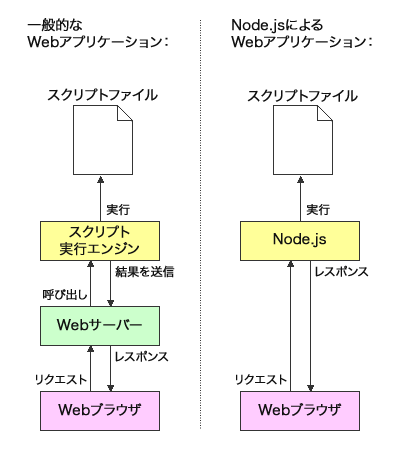 一般的な
Webアプリケーション：
スクリプトファイル
実行
スクリプト
実行エンジン
結果を送信
呼び出し
Webサーバー
レスポンス
リクエスト
Webブラウザ
Node.jsによる
Webアプリケーション：
スクリプトファイル
実行
Node.js
レスポンス
リクエスト
Webブラウザ